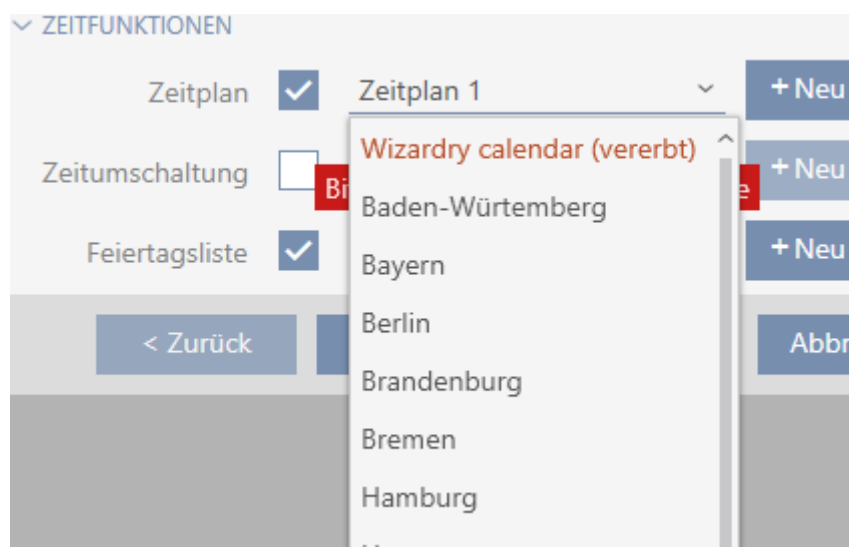 ZEITFUNKTIONEN
Zeitplan Zeitplan 1 + Neu
Wizardry calendar (vererbt)
Zeitumschaltung + Neu
Baden-Würtemberg
Feiertagsliste + Neu
Bayern
Berlin
< Zurück
Brandenburg
Bremen
Hamburg